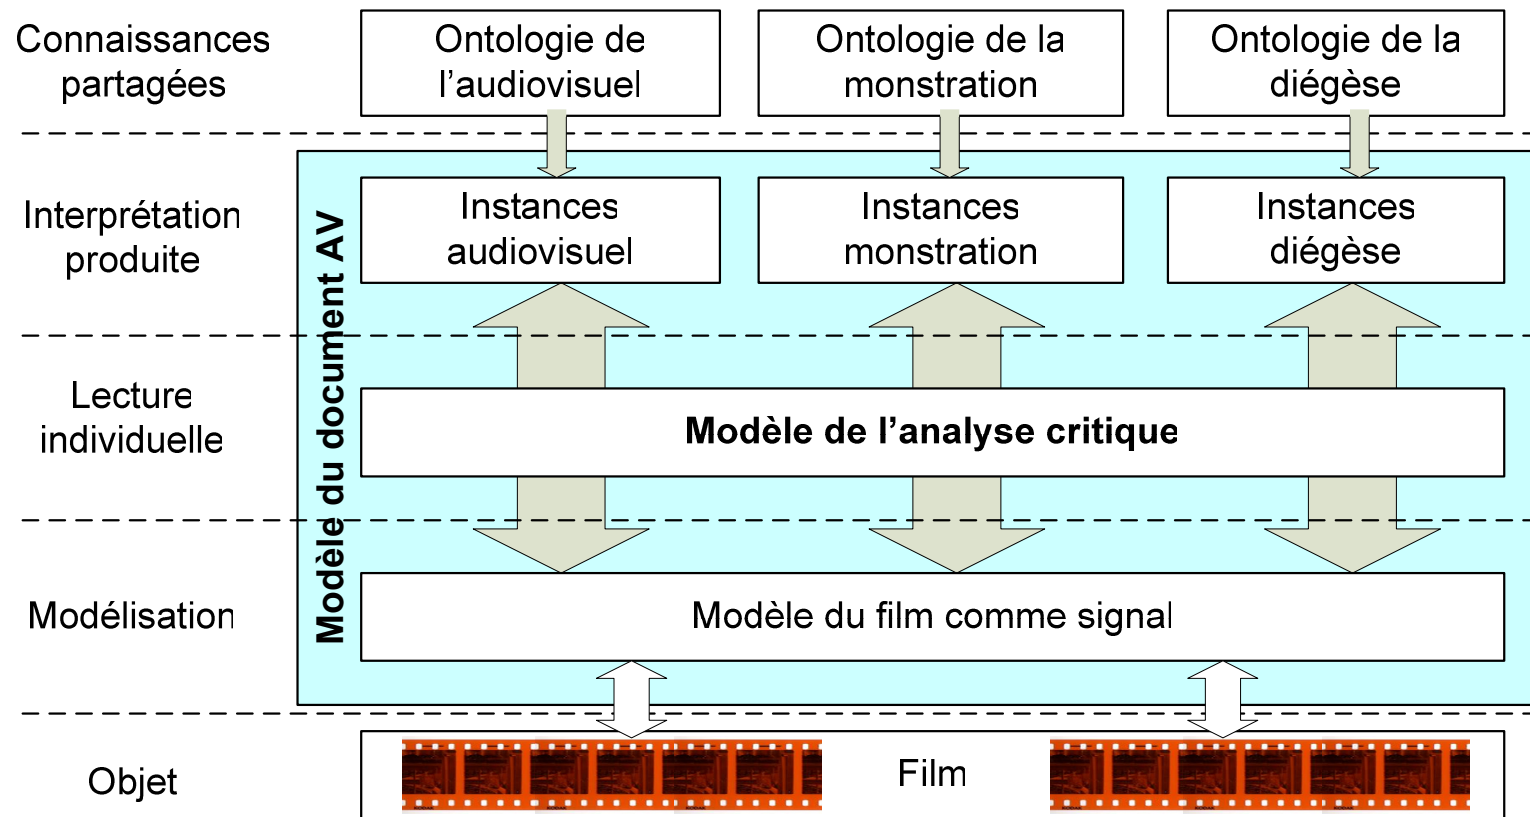 Connaissances
partagées
Ontologie de
l’audiovisuel
Ontologie de la
monstration
Ontologie de la
diégèse
Interprétation
produite
Modèle du document AV
Instances
audiovisuel
Instances
monstration
Instances
diégèse
Lecture
individuelle
Modèle de l’analyse critique
Modélisation
Modèle du film comme signal
Objet
Film